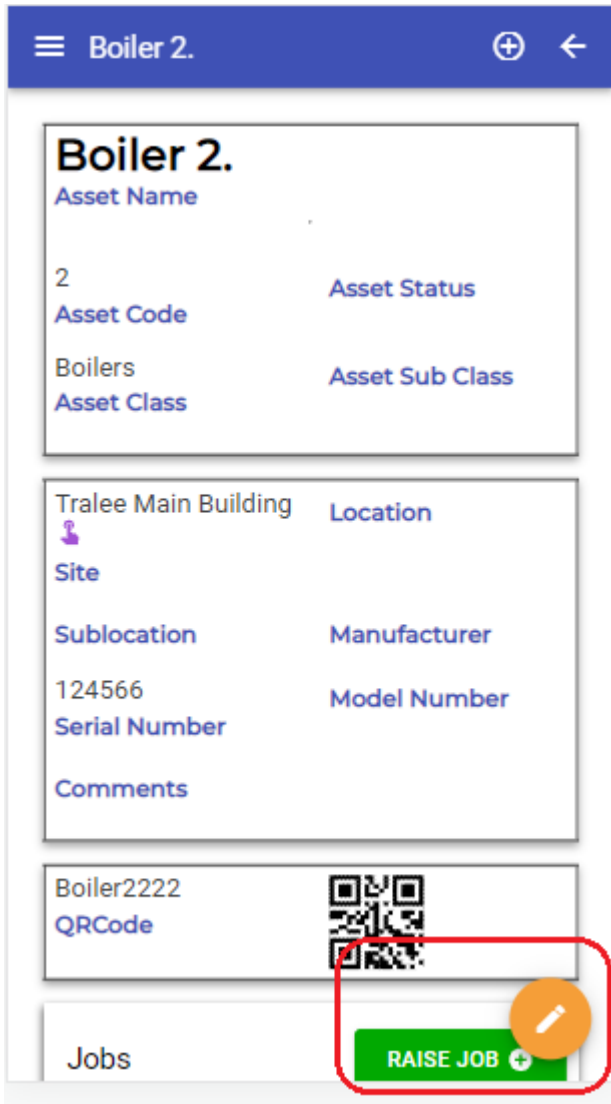 Boiler 2.
Boiler 2.
Asset Name
2
Asset Code
Asset Status
Boilers
Asset Class
Asset Sub Class
Tralee Main Building
Site
Location
Sublocation
Manufacturer
124566
Serial Number
Model Number
Comments
Boiler2222
QRCode
Jobs
RAISE JOB